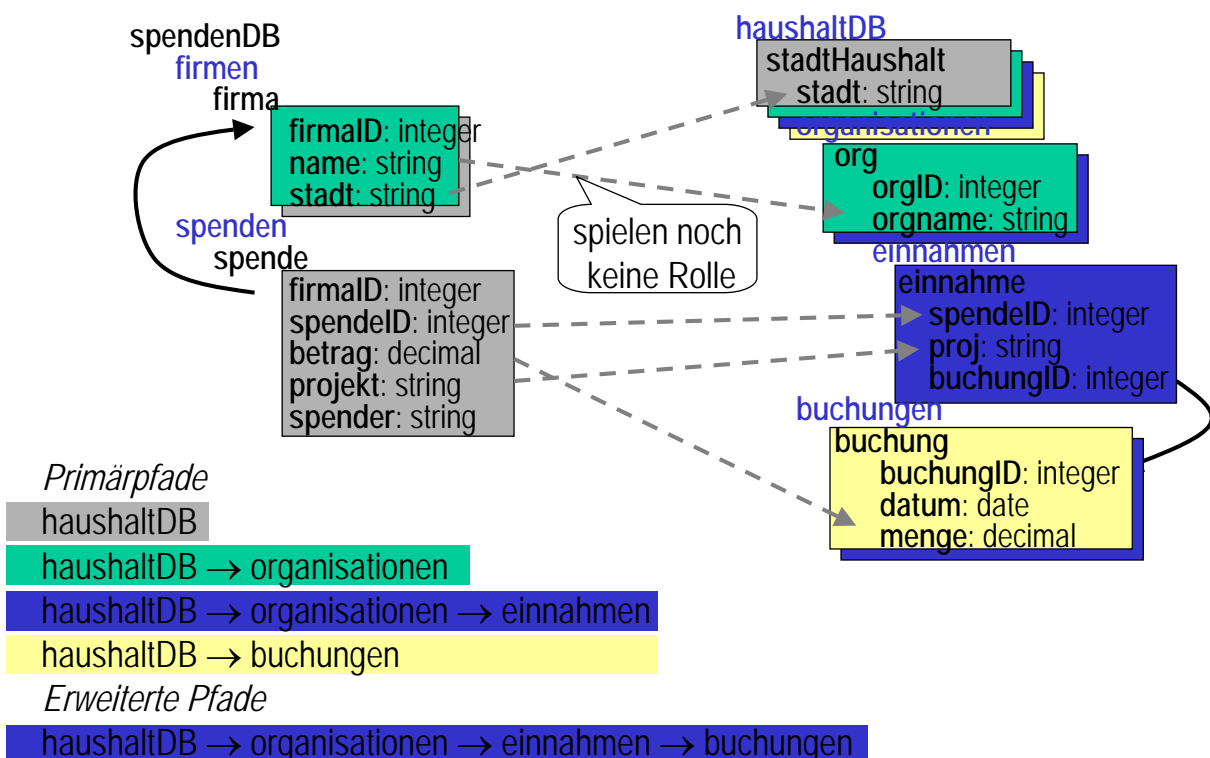 spendenDB
firmen
firma
firmaID: integer
name: string
stadt: string
spenden
spende
firmaID: integer
spendeID: integer
betrag: decimal
projekt: string
spender: string
spielen noch
keine Rolle
haushaltDB
stadtHaushalt
stadt: string
organisationen
org
orgID: integer
orgname: string
einnahmen
einnahme
spendeID: integer
proj: string
buchungID: integer
buchungen
buchung
buchungID: integer
datum: date
menge: decimal
Primärpfade
haushaltDB
haushaltDB → organisationen
haushaltDB → organisationen → einnahmen
haushaltDB → buchungen
Erweiterte Pfade
haushaltDB → organisationen → einnahmen → buchungen